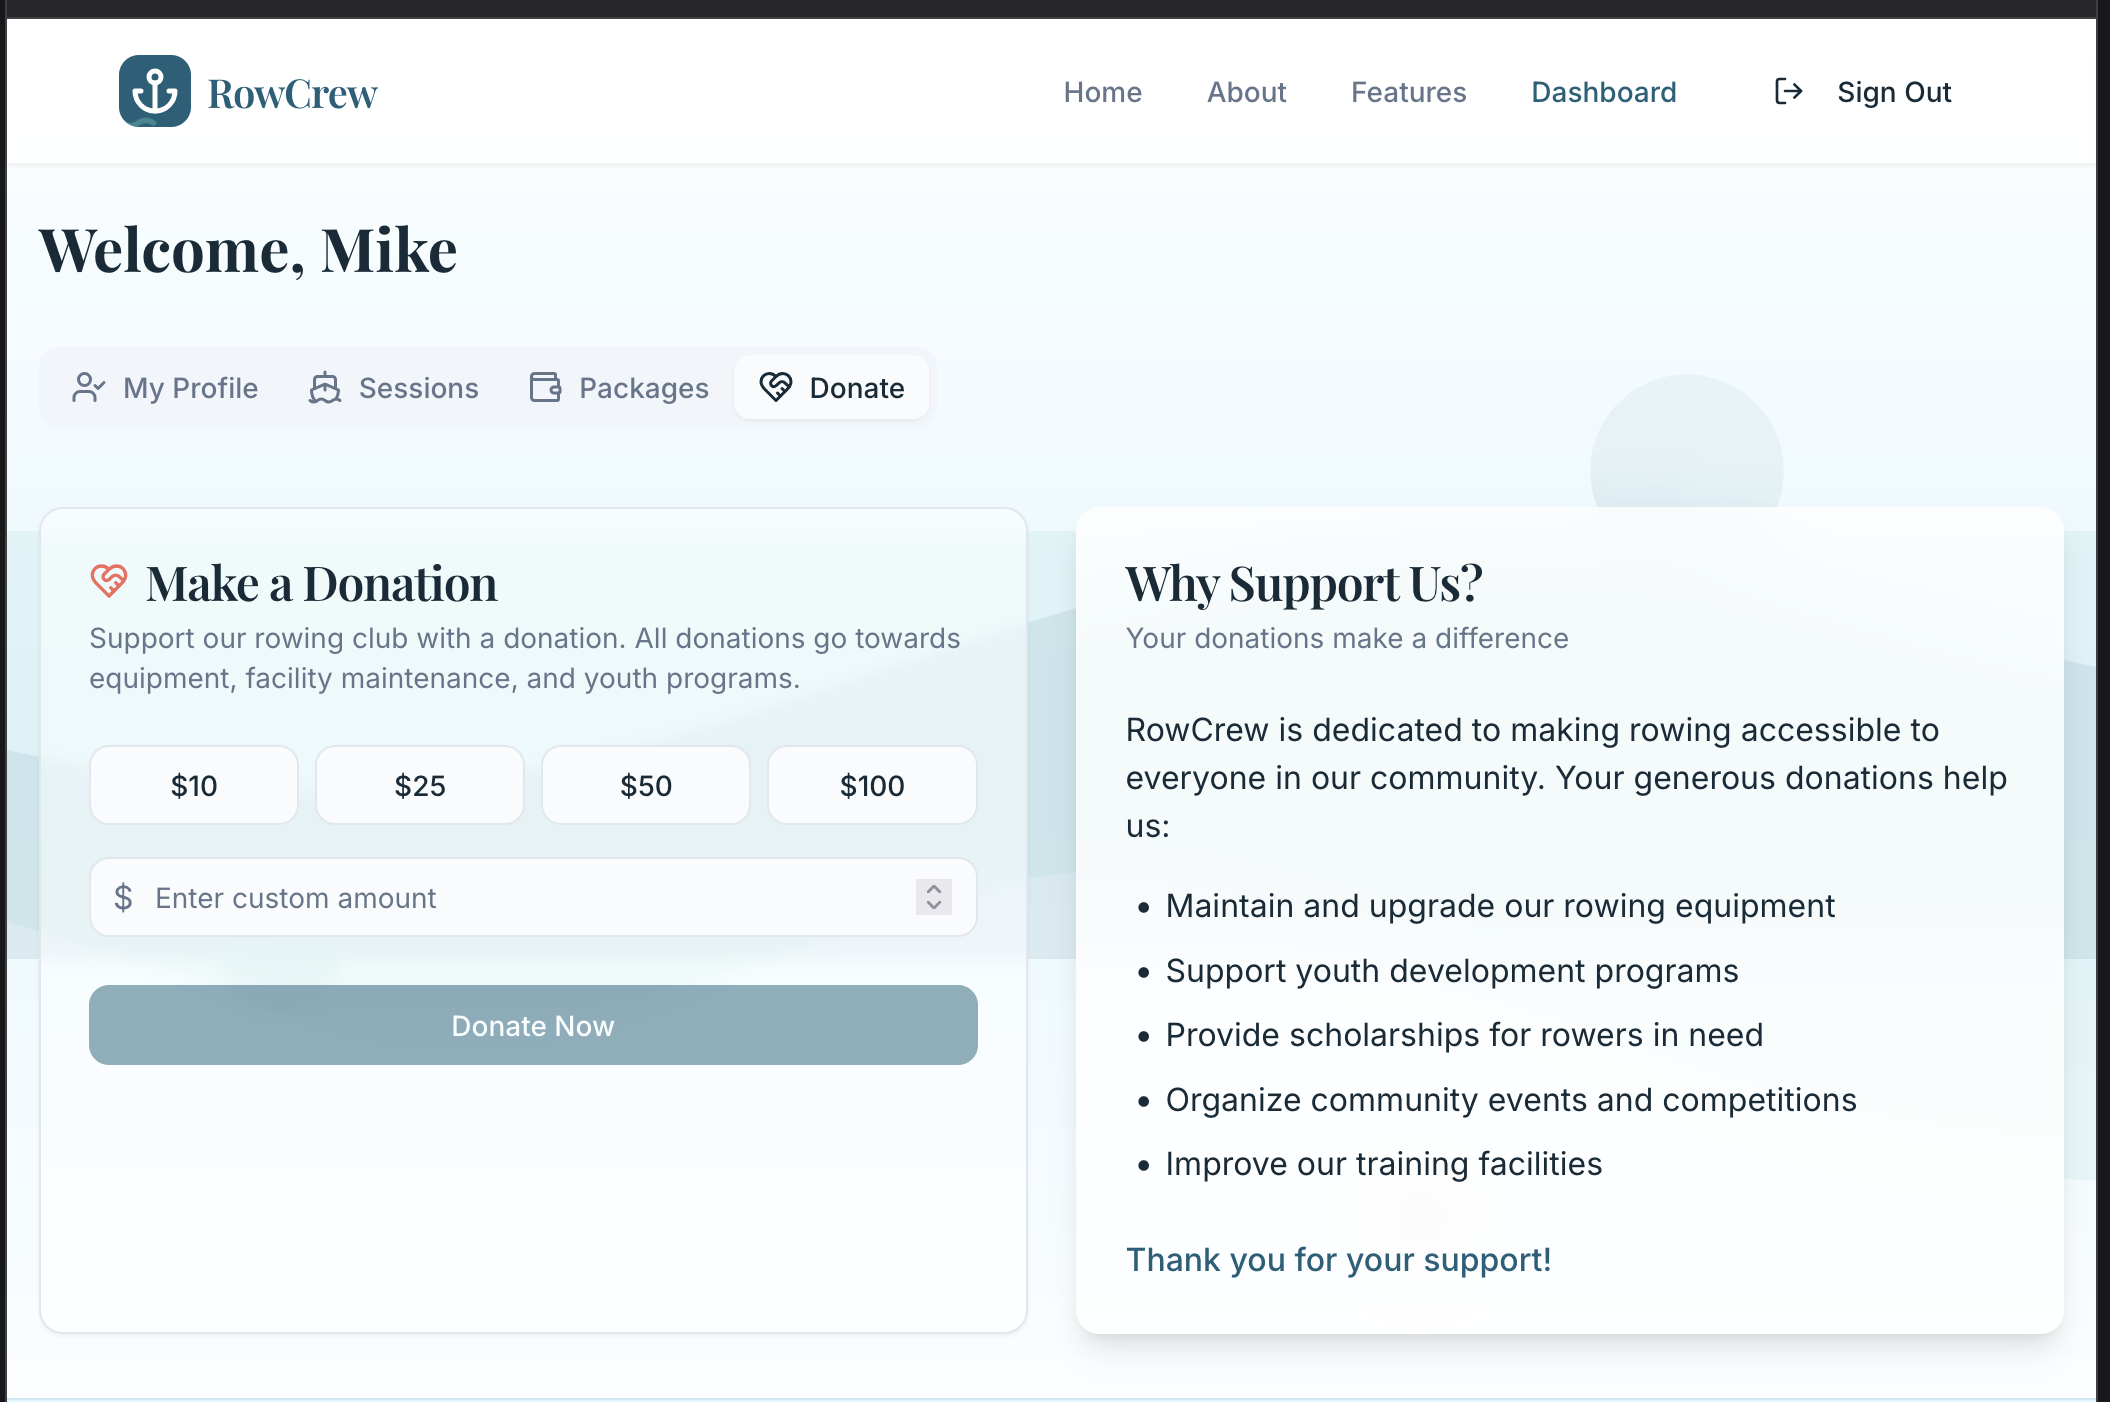 RowCrew
Home
About
Features
Dashboard
Sign Out
Welcome, Mike
My Profile
Sessions
Packages
Donate
Make a Donation
Support our rowing club with a donation. All donations go towards
equipment, facility maintenance, and youth programs.
$10
$25
$50
$100
$ Enter custom amount
Donate Now
Why Support Us?
Your donations make a difference
RowCrew is dedicated to making rowing accessible to
everyone in our community. Your generous donations help
us:
• Maintain and upgrade our rowing equipment
• Support youth development programs
• Provide scholarships for rowers in need
• Organize community events and competitions
• Improve our training facilities
Thank you for your support!